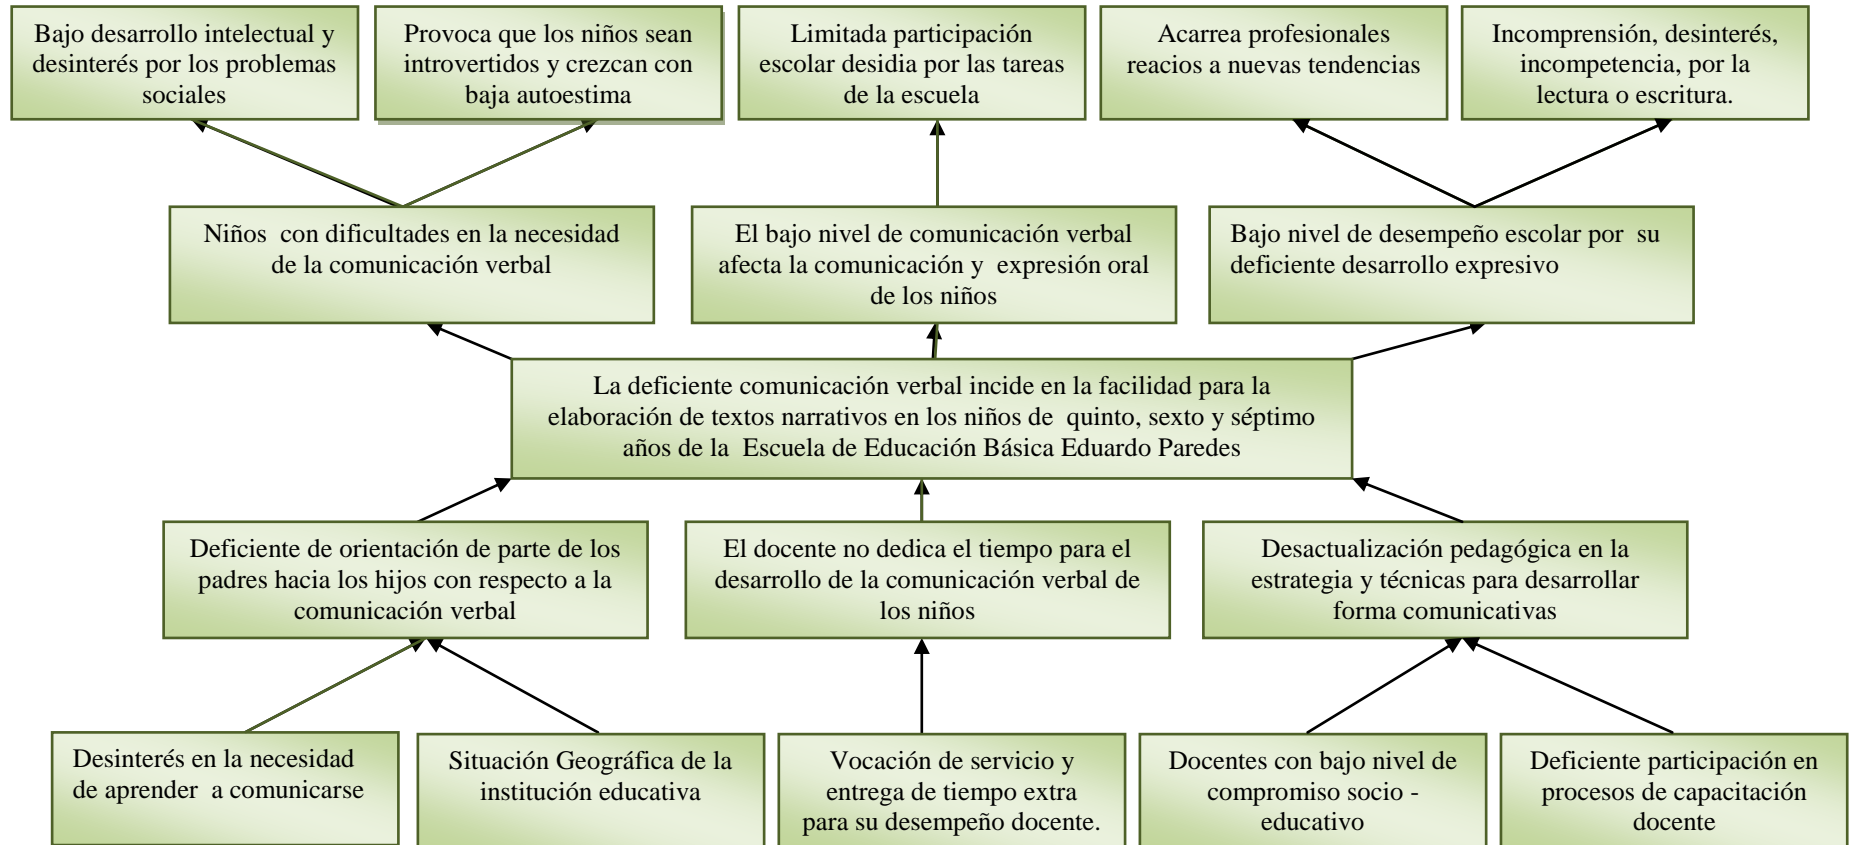 Bajo desarrollo intelectual y
desinterés por los problemas
sociales
Provoca que los niños sean
introvertidos y crezcan con
baja autoestima
Limitada participación
escolar desidia por las tareas
de la escuela
Acarrea profesionales
reacios a nuevas tendencias
Incomprensión, desinterés,
incompetencia, por la
lectura o escritura.
Niños con dificultades en la necesidad
de la comunicación verbal
El bajo nivel de comunicación verbal
afecta la comunicación y expresión oral
de los niños
Bajo nivel de desempeño escolar por su
deficiente desarrollo expresivo
La deficiente comunicación verbal incide en la facilidad para la
elaboración de textos narrativos en los niños de quinto, sexto y séptimo
años de la Escuela de Educación Básica Eduardo Paredes
Deficiente de orientación de parte de los
padres hacia los hijos con respecto a la
comunicación verbal
El docente no dedica el tiempo para el
desarrollo de la comunicación verbal de
los niños
Desactualización pedagógica en la
estrategia y técnicas para desarrollar
forma comunicativas
Desinterés en la necesidad
de aprender a comunicarse
Situación Geográfica de la
institución educativa
Vocación de servicio y
entrega de tiempo extra
para su desempeño docente.
Docentes con bajo nivel de
compromiso socio -
educativo
Deficiente participación en
procesos de capacitación
docente